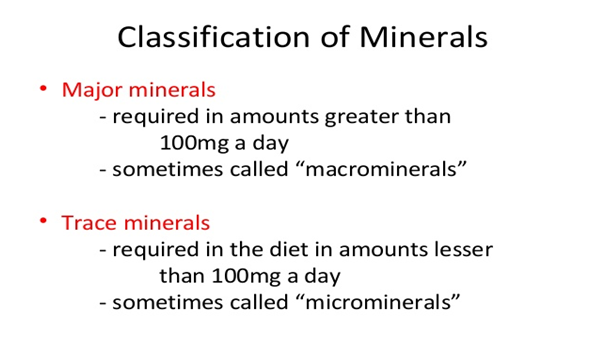 Classification of Minerals
• Major minerals
- required in amounts greater than
100mg a day
- sometimes called “macrominerals”
• Trace minerals
- required in the diet in amounts lesser
than 100mg a day
- sometimes called “microminerals”